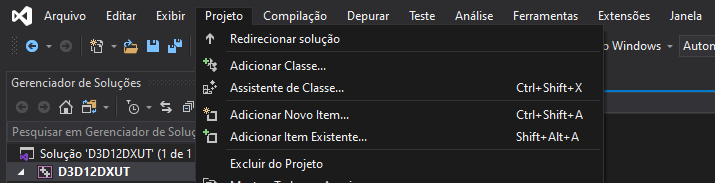 Arquivo Editar Exibir Projeto Compilação Depurar Teste Análise Ferramentas Extensões Janela
Redirecionar solução
Windows
Adicionar Classe...
Gerenciador de Soluções
Assistente de Classe... Ctrl+Shift+X
Adicionar Novo Item... Ctrl+Shift+A
Pesquisar em Gerenciador de
Adicionar Item Existente... Shift+Alt+A
Solução 'D3D12DXUT' (1 de 1
Excluir do Projeto
D3D12DXUT